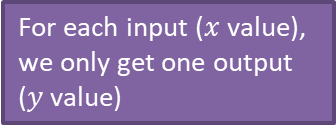 For each input (x value),
we only get one output
(y value)